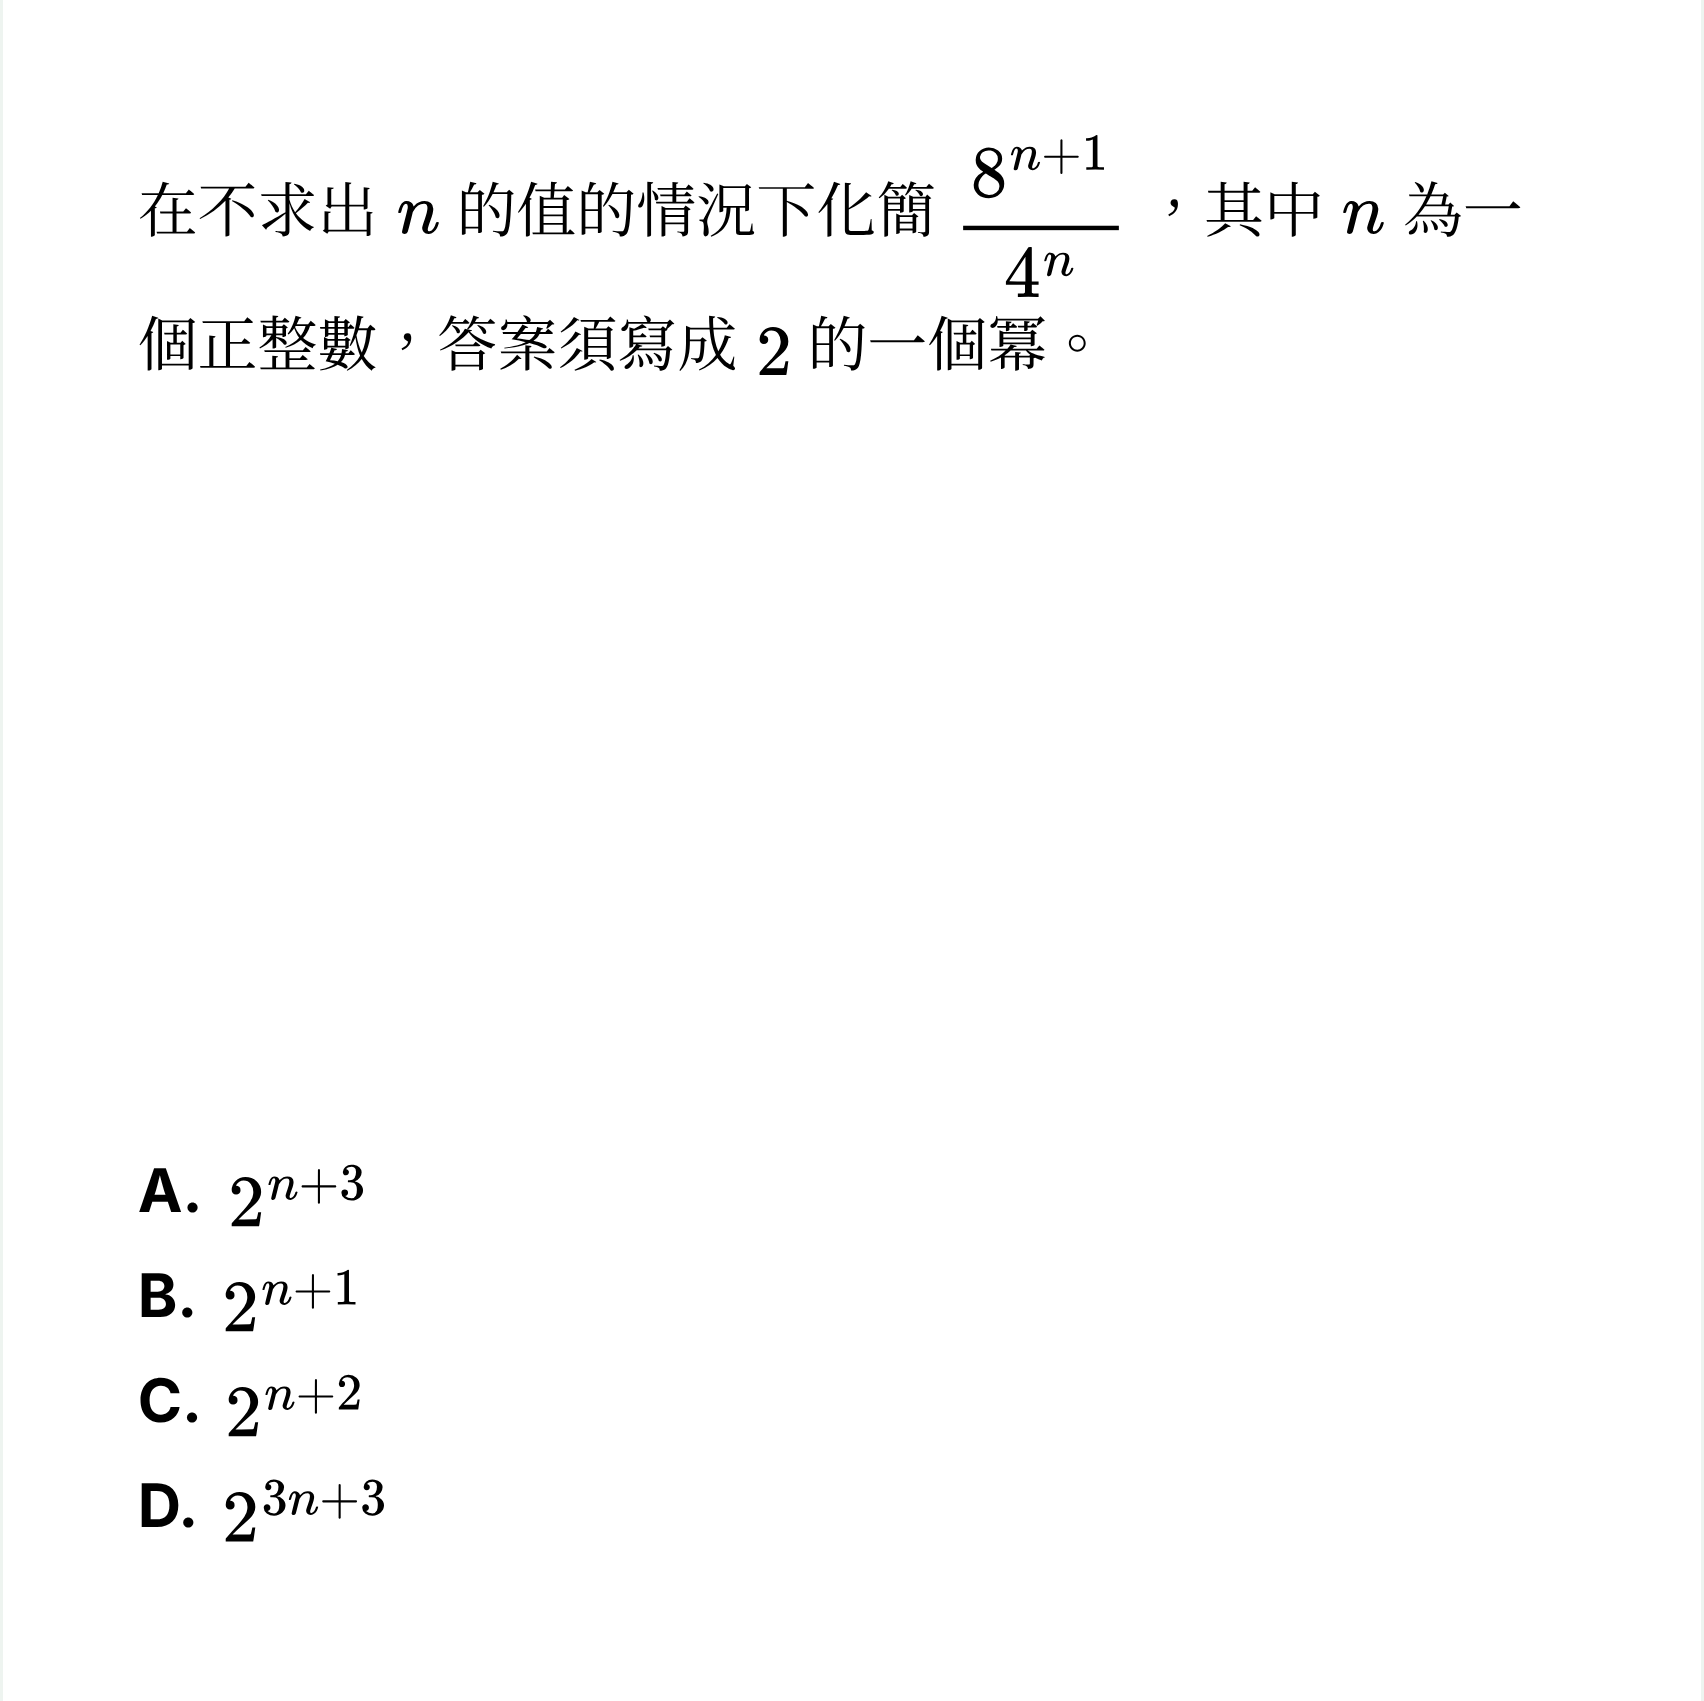 在不求出 n 的值的情況下化簡 \frac{8^{n+1}}{4^n} ，其中 n 為一
個正整數，答案須寫成 2 的一個冪。
A. 2^{n+3}
B. 2^{n+1}
C. 2^{n+2}
D. 2^{3n+3}